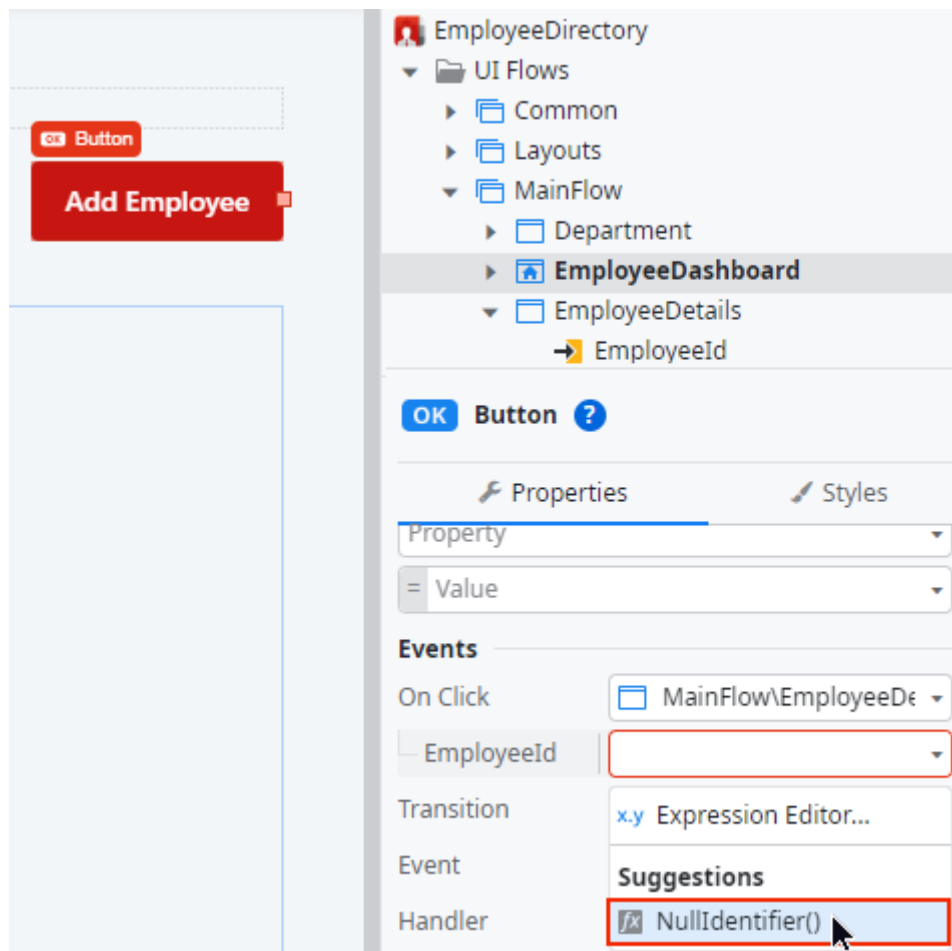 EmployeeDirectory
UI Flows
Common
OK Button
Layouts
Add Employee
MainFlow
Department
EmployeeDashboard
EmployeeDetails
EmployeeId
OK Button ?
Properties Styles
Property
= Value
Events
On Click MainFlow\EmployeeDe
EmployeeId
Transition
x.y Expression Editor...
Event
Suggestions
Handler
fx NullIdentifier()